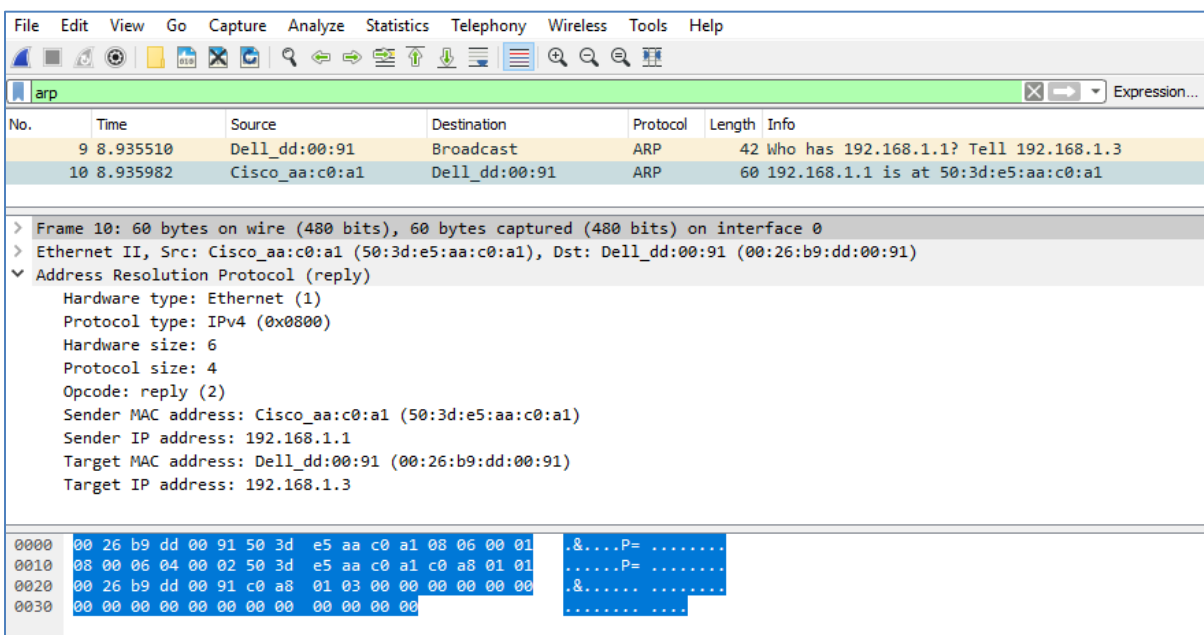 File Edit View Go Capture Analyze Statistics Telephony Wireless Tools Help
arp Expression...
No. Time Source Destination Protocol Length Info
9 8.935510 Dell_dd:00:91 Broadcast ARP 42 Who has 192.168.1.1? Tell 192.168.1.3
10 8.935982 Cisco_aa:c0:a1 Dell_dd:00:91 ARP 60 192.168.1.1 is at 50:3d:e5:aa:c0:a1
> Frame 10: 60 bytes on wire (480 bits), 60 bytes captured (480 bits) on interface 0
> Ethernet II, Src: Cisco_aa:c0:a1 (50:3d:e5:aa:c0:a1), Dst: Dell_dd:00:91 (00:26:b9:dd:00:91)
Address Resolution Protocol (reply)
Hardware type: Ethernet (1)
Protocol type: IPv4 (0x0800)
Hardware size: 6
Protocol size: 4
Opcode: reply (2)
Sender MAC address: Cisco_aa:c0:a1 (50:3d:e5:aa:c0:a1)
Sender IP address: 192.168.1.1
Target MAC address: Dell_dd:00:91 (00:26:b9:dd:00:91)
Target IP address: 192.168.1.3
0000 00 26 b9 dd 00 91 50 3d e5 aa c0 a1 08 06 00 01 .&....P= ........
0010 08 00 06 04 00 02 50 3d e5 aa c0 a1 c0 a8 01 01 ......P= ........
0020 00 26 b9 dd 00 91 c0 a8 01 03 00 00 00 00 00 00 .&...... ........
0030 00 00 00 00 00 00 00 00 00 00 00 00 ........ ....